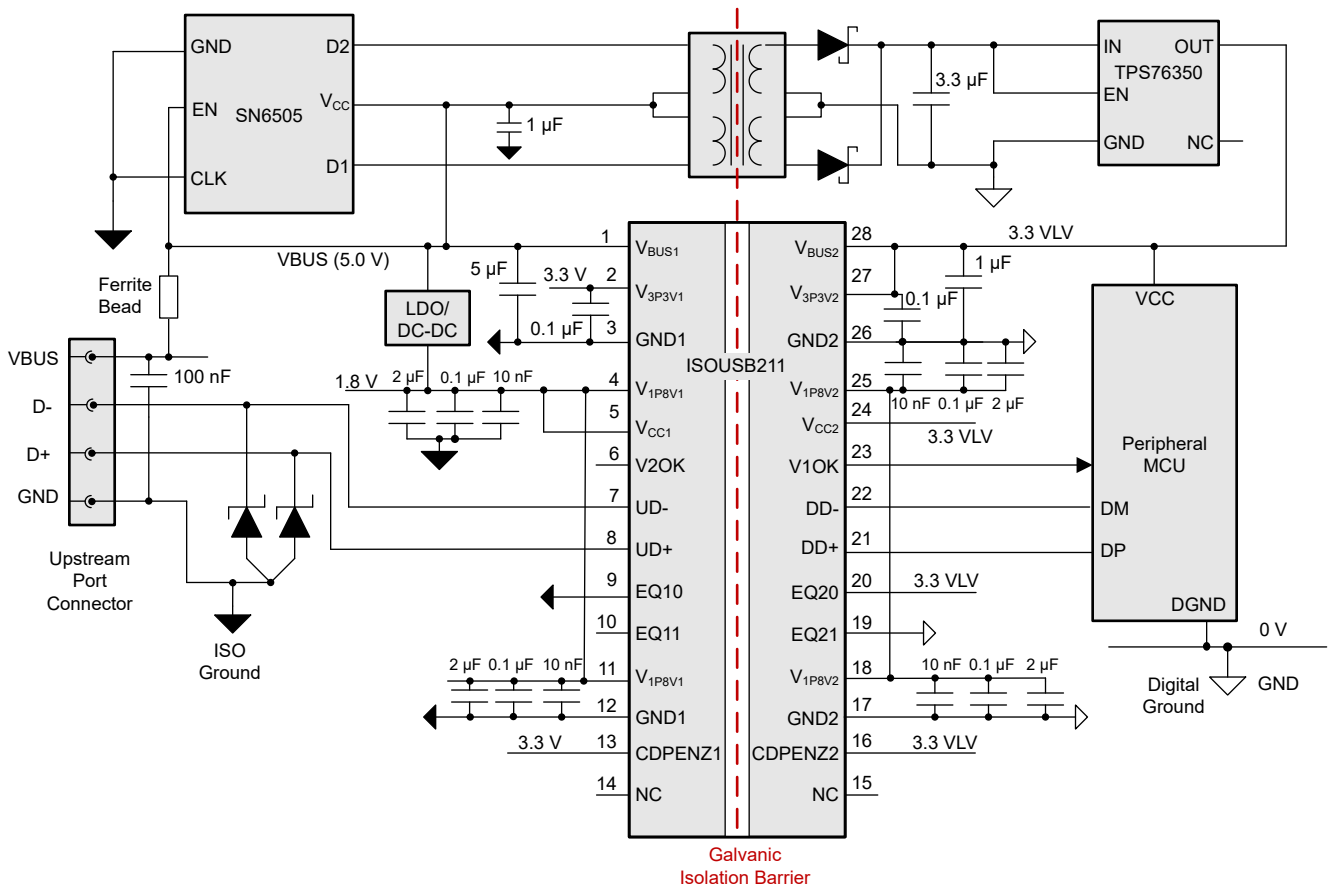 GND
D2
EN
VCC
SN6505
1 µF
D1
CLK
IN
OUT
TPS76350
3.3 µF
EN
GND
NC
VBUS (5.0 V)
Ferrite
Bead
LDO/
DC-DC
5 µF
3.3 V
0.1 µF
1.8 V
2 µF
0.1 µF
10 nF
VBUS
100 nF
D-
D+
GND
Upstream
Port
Connector
ISO
Ground
2 µF
0.1 µF
10 nF
3.3 V
1
VBUS1
2
V3P3V1
3
GND1
4
V1P8V1
5
VCC1
6
V2OK
7
UD-
8
UD+
9
EQ10
10
EQ11
11
V1P8V1
12
GND1
13
CDPENZ1
14
NC
ISOUSB211
VBUS2
28
V3P3V2
27
GND2
26
V1P8V2
25
VCC2
24
V1OK
23
DD-
22
DD+
21
EQ20
20
EQ21
19
V1P8V2
18
GND2
17
CDPENZ2
16
NC
15
3.3 VLV
1 µF
0.1 µF
10 nF
0.1 µF
2 µF
3.3 VLV
3.3 VLV
10 nF
0.1 µF
2 µF
3.3 VLV
VCC
Peripheral
MCU
DM
DP
DGND
0 V
Digital
Ground
GND
Galvanic
Isolation Barrier